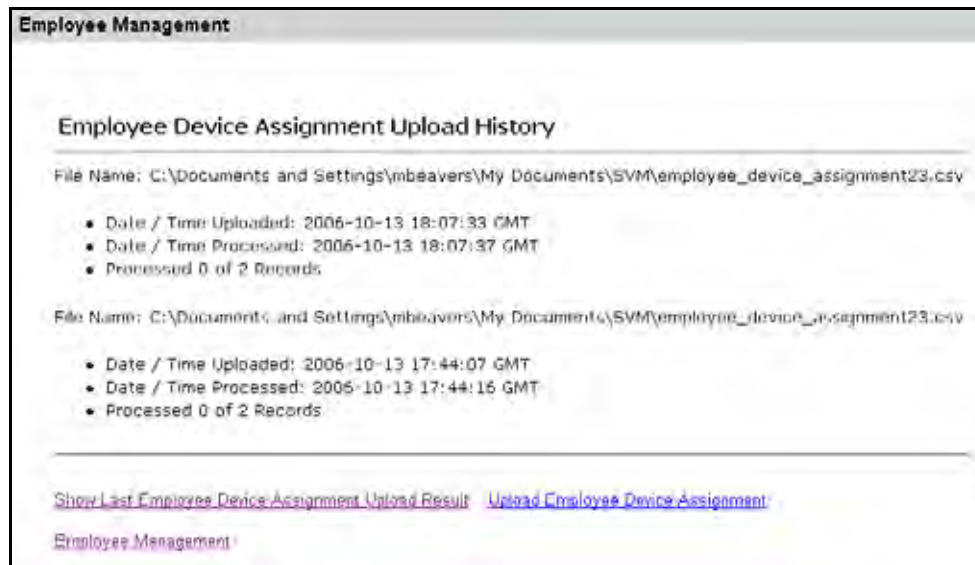 Employee Management
Employee Device Assignment Upload History
File Name: C:\Documents and Settings\mbeavers\My Documents\SVM\employee_device_assignment23.csv
• Date / Time Uploaded: 2006-10-13 18:07:33 GMT
• Date / Time Processed: 2006-10-13 18:07:37 GMT
• Processed 0 of 2 Records
File Name: C:\Documents and Settings\mbeavers\My Documents\SVM\employee_device_assignment23.csv
• Date / Time Uploaded: 2006-10-13 17:44:07 GMT
• Date / Time Processed: 2006-10-13 17:44:16 GMT
• Processed 0 of 2 Records
Show Last Employee Device Assignment Upload Result Upload Employee Device Assignment
Employee Management